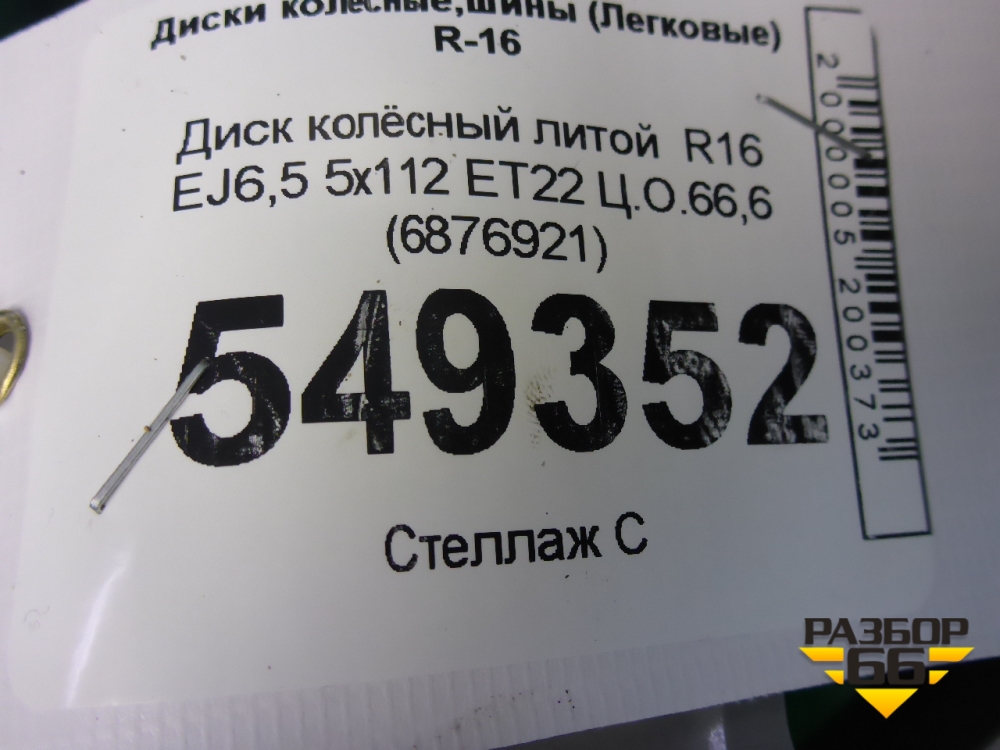 Диски колёсные,шины (Легковые)
R-16
Диск колёсный литой R16
EJ6,5 5x112 ET22 Ц.О.66,6
(6876921)
549352
Стеллаж С
2000005200373
РАЗБОР
66